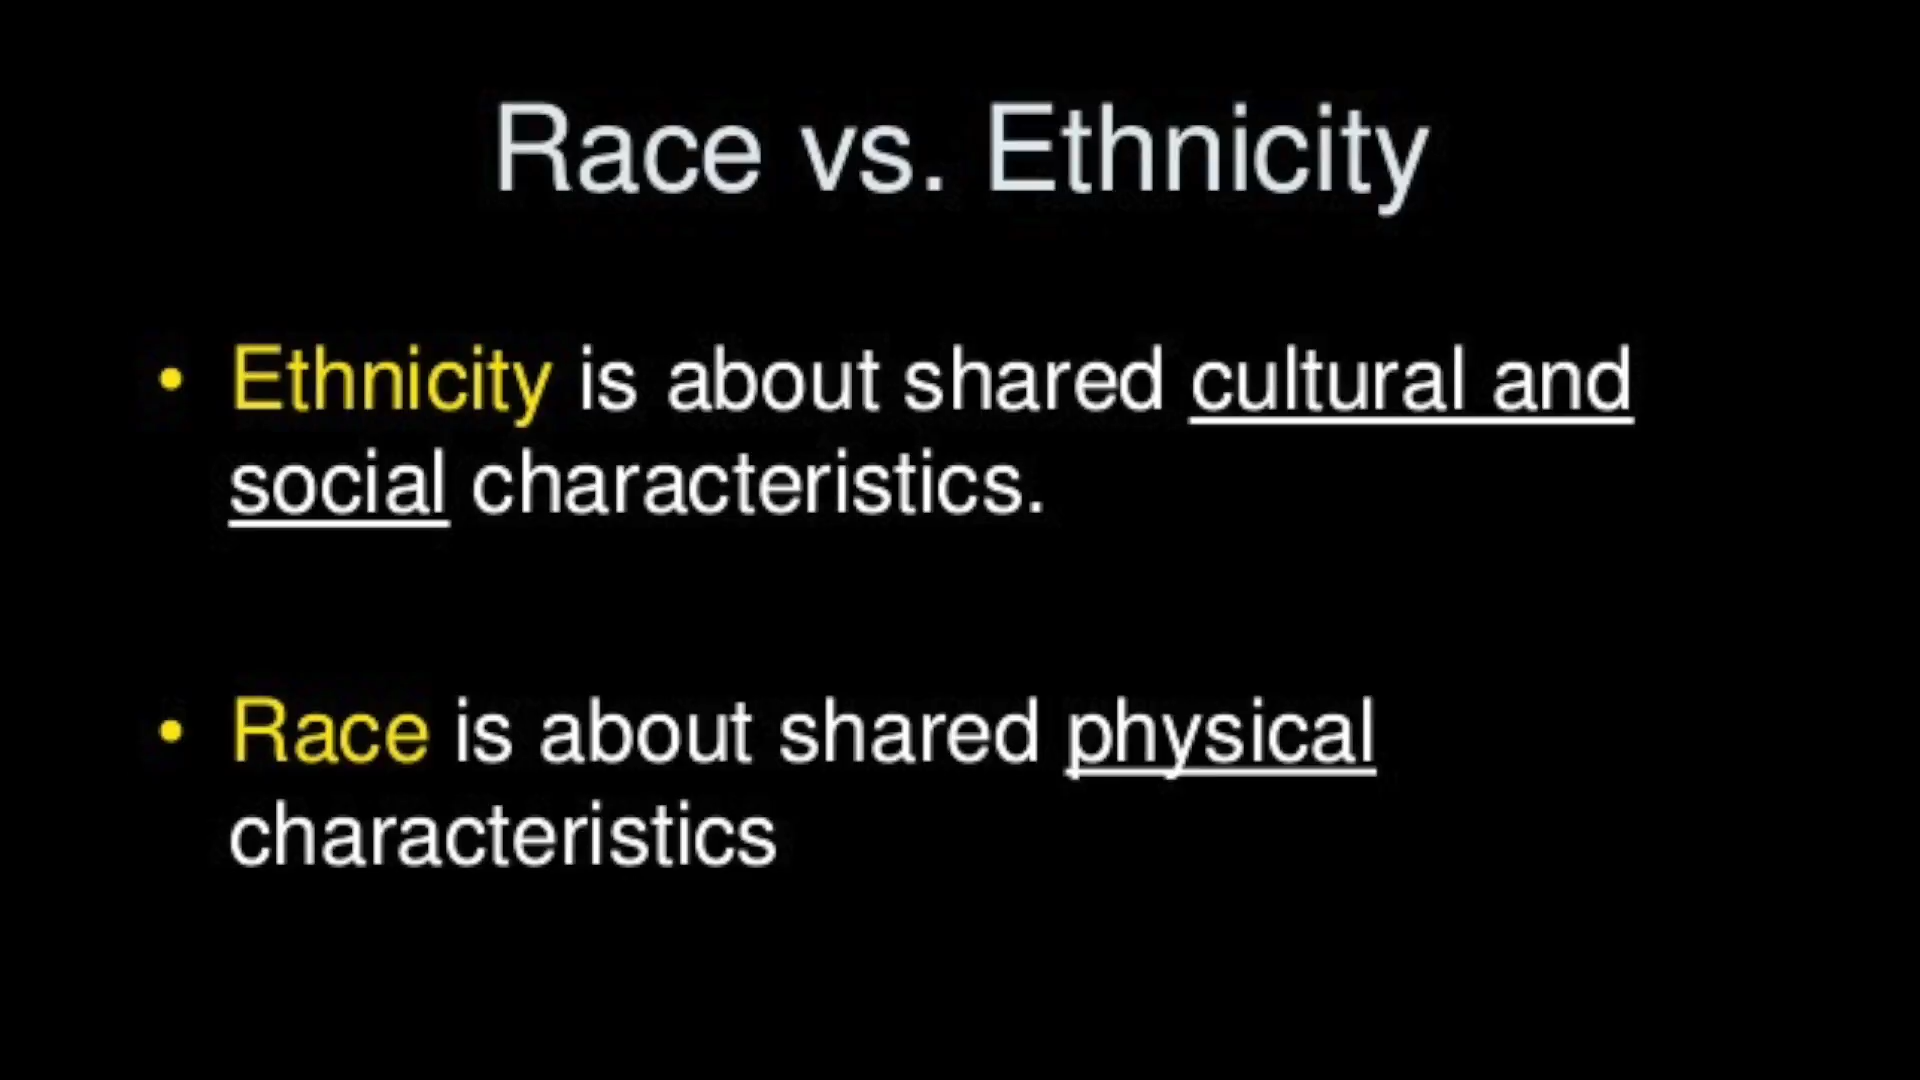 Race vs. Ethnicity
• Ethnicity is about shared cultural and
social characteristics.
• Race is about shared physical
characteristics